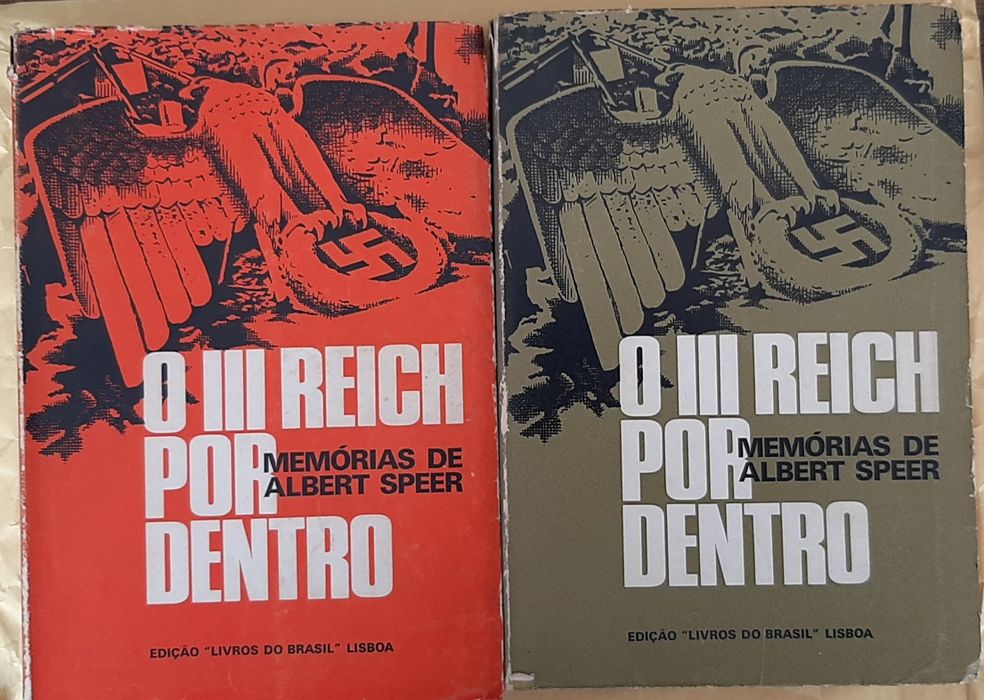 O III REICH
POR
DENTRO
MEMÓRIAS DE
ALBERT SPEER
EDIÇÃO "LIVROS DO BRASIL" LISBOA
O III REICH
POR
DENTRO
MEMÓRIAS DE
ALBERT SPEER
EDIÇÃO "LIVROS DO BRASIL" LISBOA